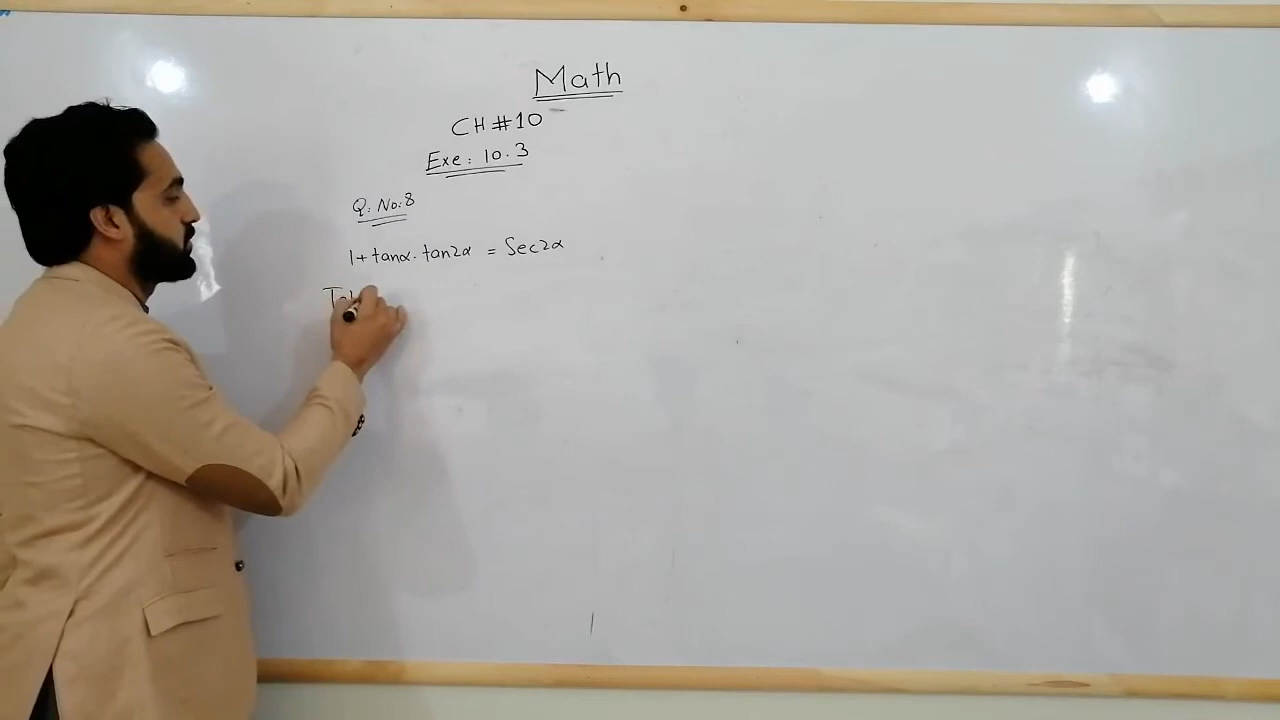 Math
CH#10
Exe: 10.3
Q.No:8
1+tanα.tan2α = Sec2α